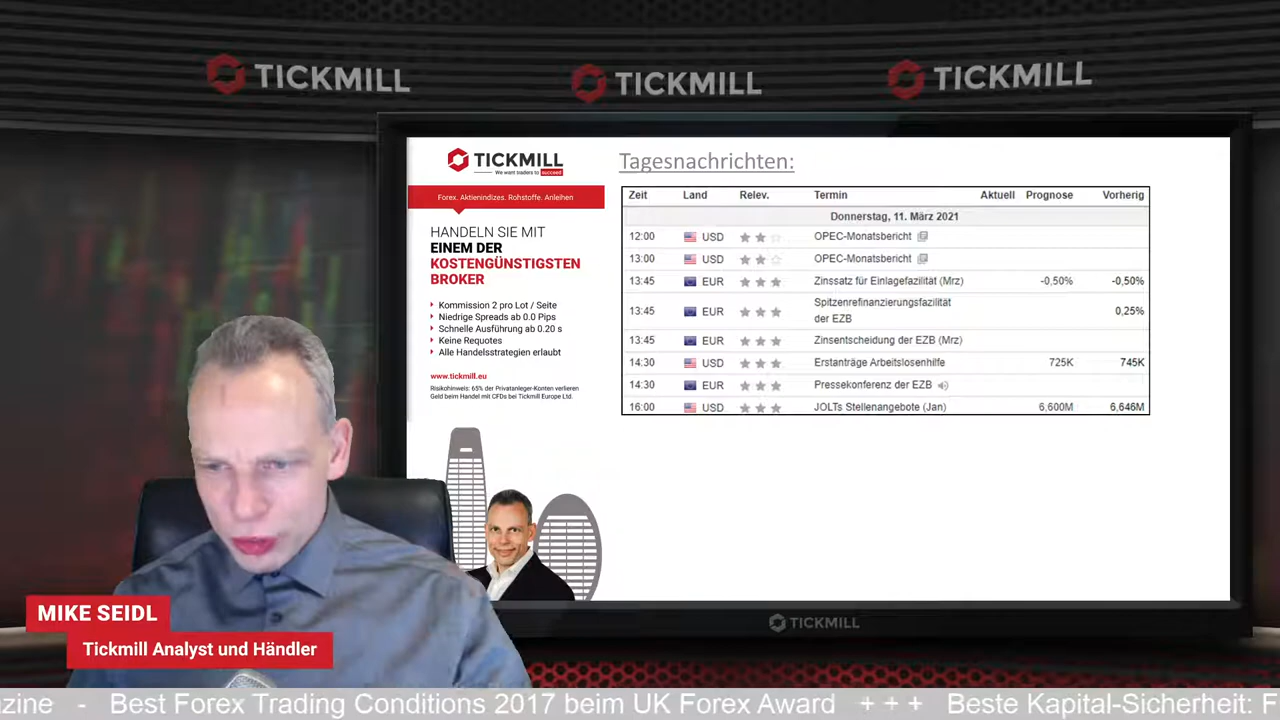 TICKMILL
TICKMILL
TICKMILL
TICKMILL
We want traders to succeed
Forex. Aktienindizes. Rohstoffe. Anleihen
HANDELN SIE MIT
EINEM DER
KOSTENGÜNSTIGSTEN
BROKER
Kommission 2 pro Lot / Seite
Niedrige Spreads ab 0.0 Pips
Schnelle Ausführung ab 0.20 s
Keine Requotes
Alle Handelsstrategien erlaubt
www.tickmill.eu
Risikohinweis: 65% der Privatanleger-Konten verlieren
Geld beim Handel mit CFDs bei Tickmill Europe Ltd.
Tagesnachrichten:
Zeit Land Relev. Termin Aktuell Prognose Vorherig
Donnerstag, 11. März 2021
12:00 USD OPEC-Monatsbericht
13:00 USD OPEC-Monatsbericht
13:45 EUR Zinssatz für Einlagefazilität (Mrz) -0,50% -0,50%
13:45 EUR Spitzenrefinanzierungsfazilität der EZB 0,25%
13:45 EUR Zinsentscheidung der EZB (Mrz)
14:30 USD Erstanträge Arbeitslosenhilfe 725K 745K
14:30 EUR Pressekonferenz der EZB
16:00 USD JOLTs Stellenangebote (Jan) 6,600M 6,646M
TICKMILL
MIKE SEIDL
Tickmill Analyst und Händler
zine - Best Forex Trading Conditions 2017 beim UK Forex Award + + + Beste Kapital-Sicherheit: F